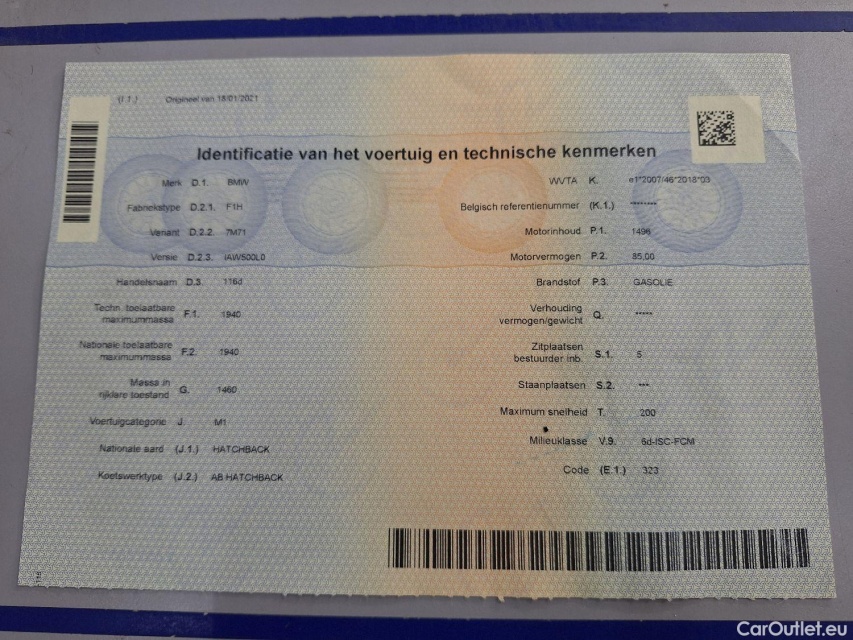 (I.1.) Origineel van 18/01/2021
Identificatie van het voertuig en technische kenmerken
Merk D.1. BMW
Fabriekstype D.2.1. F1H
Variant D.2.2. 7M71
Versie D.2.3. IAW500L0
Handelsnaam D.3. 116d
Techn. toelaatbare
maximummassa F.1. 1940
Nationale toelaatbare
maximummassa F.2. 1940
Massa in
rijklare toestand G. 1460
Voertuigcategorie J. M1
Nationale aard (J.1.) HATCHBACK
Koetswerktype (J.2.) AB HATCHBACK
WVTA K. e1*2007/46*2018*03
Belgisch referentienummer (K.1.) ********
Motorinhoud P.1. 1496
Motorvermogen P.2. 85,00
Brandstof P.3. GASOLIE
Verhouding
vermogen/gewicht Q. *****
Zitplaatsen
bestuurder inb. S.1. 5
Staanplaatsen S.2. ***
Maximum snelheid T. 200
Milieuklasse V.9. 6d-ISC-FCM
Code (E.1.) 323
CarOutlet.eu